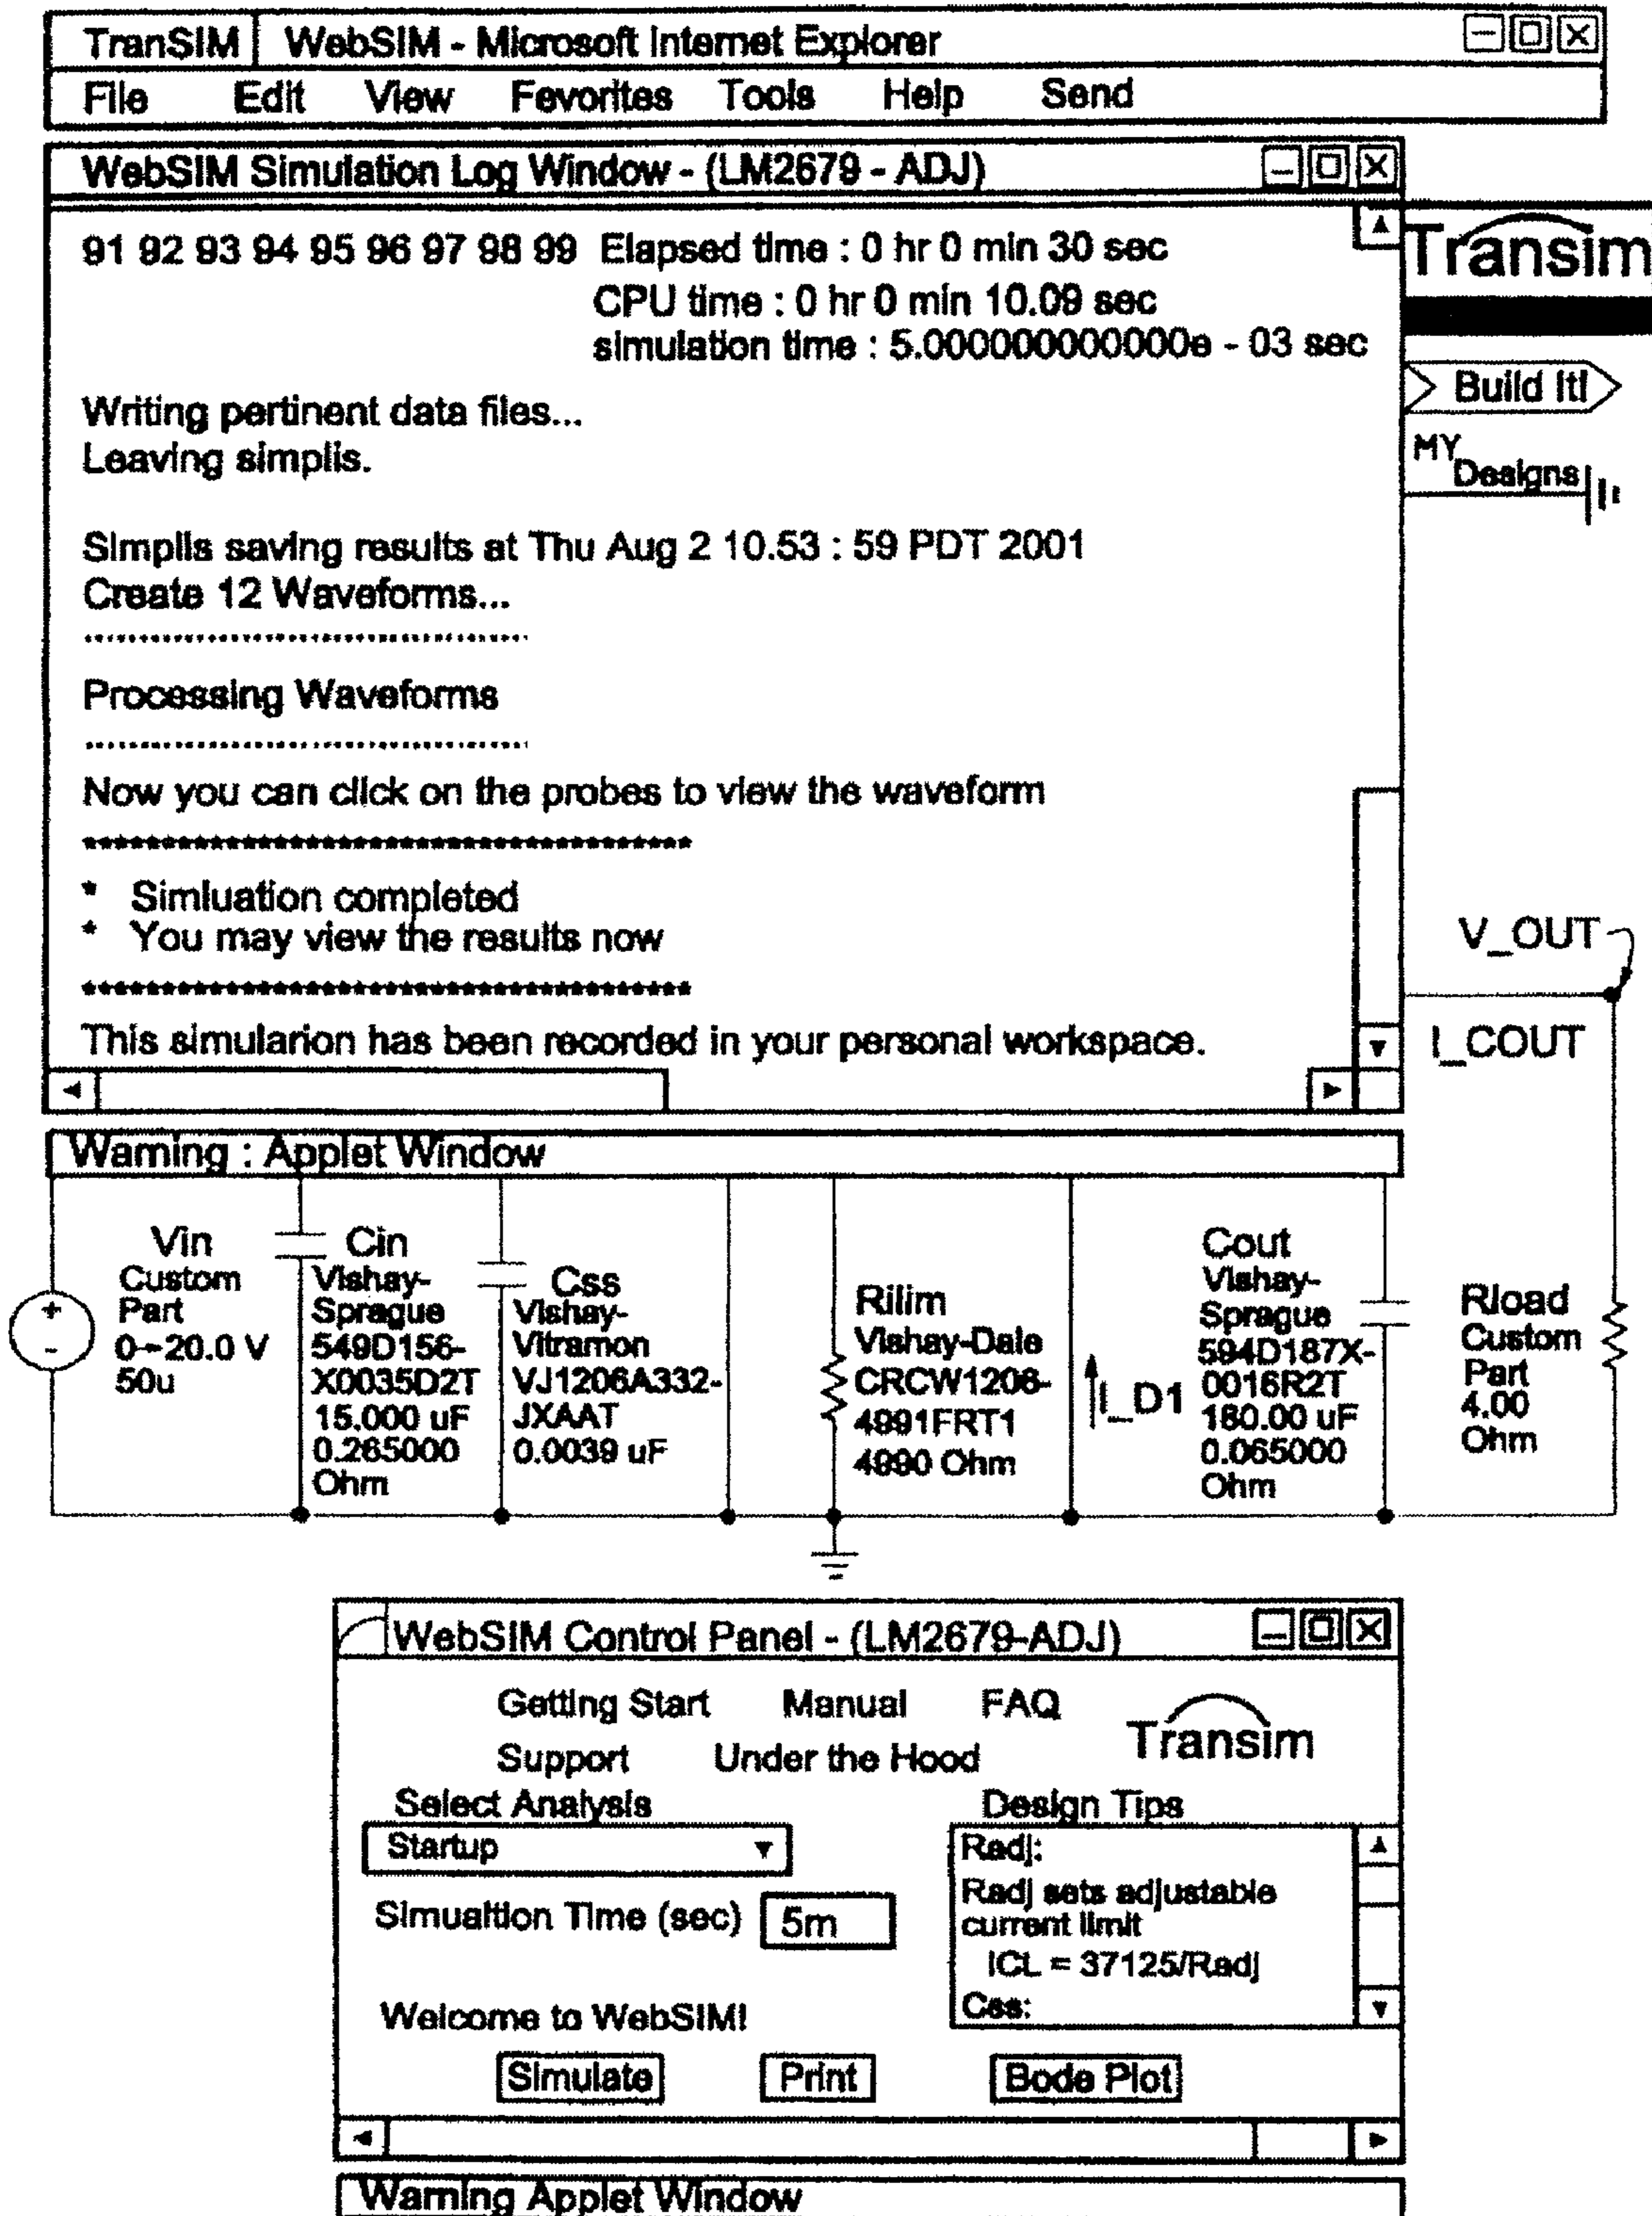 TranSIM WebSIM - Microsoft Internet Explorer
File Edit View Fevorites Tools Help Send
WebSIM Simulation Log Window - (LM2679 - ADJ)
91 92 93 94 95 96 97 98 99 Elapsed time : 0 hr 0 min 30 sec
CPU time : 0 hr 0 min 10.09 sec
simulation time : 5.0000000000000e - 03 sec
Writing pertinent data files...
Leaving simplis.
Simplis saving results at Thu Aug 2 10.53 : 59 PDT 2001
Create 12 Waveforms...
Processing Waveforms
Now you can click on the probes to view the waveform
***************************************
* Simluation completed
* You may view the results now
***************************************
This simularion has been recorded in your personal workspace.
Transim
Build It!
MY
Designs
V_OUT
I_COUT
Warning : Applet Window
Vin
Custom
Part
0~20.0 V
50u
Cin
Vishay-
Sprague
549D156-
X0035D2T
15.000 uF
0.265000
Ohm
Css
Vishay-
Vitramon
VJ1206A332-
JXAAT
0.0039 uF
Rilim
Vishay-Dale
CRCW1206-
4991FRT1
4990 Ohm
I_D1
Cout
Vishay-
Sprague
594D187X-
0016R2T
180.00 uF
0.065000
Ohm
Rload
Custom
Part
4.00
Ohm
WebSIM Control Panel - (LM2679-ADJ)
Getting Start Manual FAQ
Support Under the Hood
Transim
Select Analysis
Startup
Simualtion Time (sec) 5m
Welcome to WebSIM!
Design Tips
Radj:
Radj sets adjustable
current limit
ICL = 37125/Radj
Css:
Simulate Print Bode Plot
Warning Applet Window